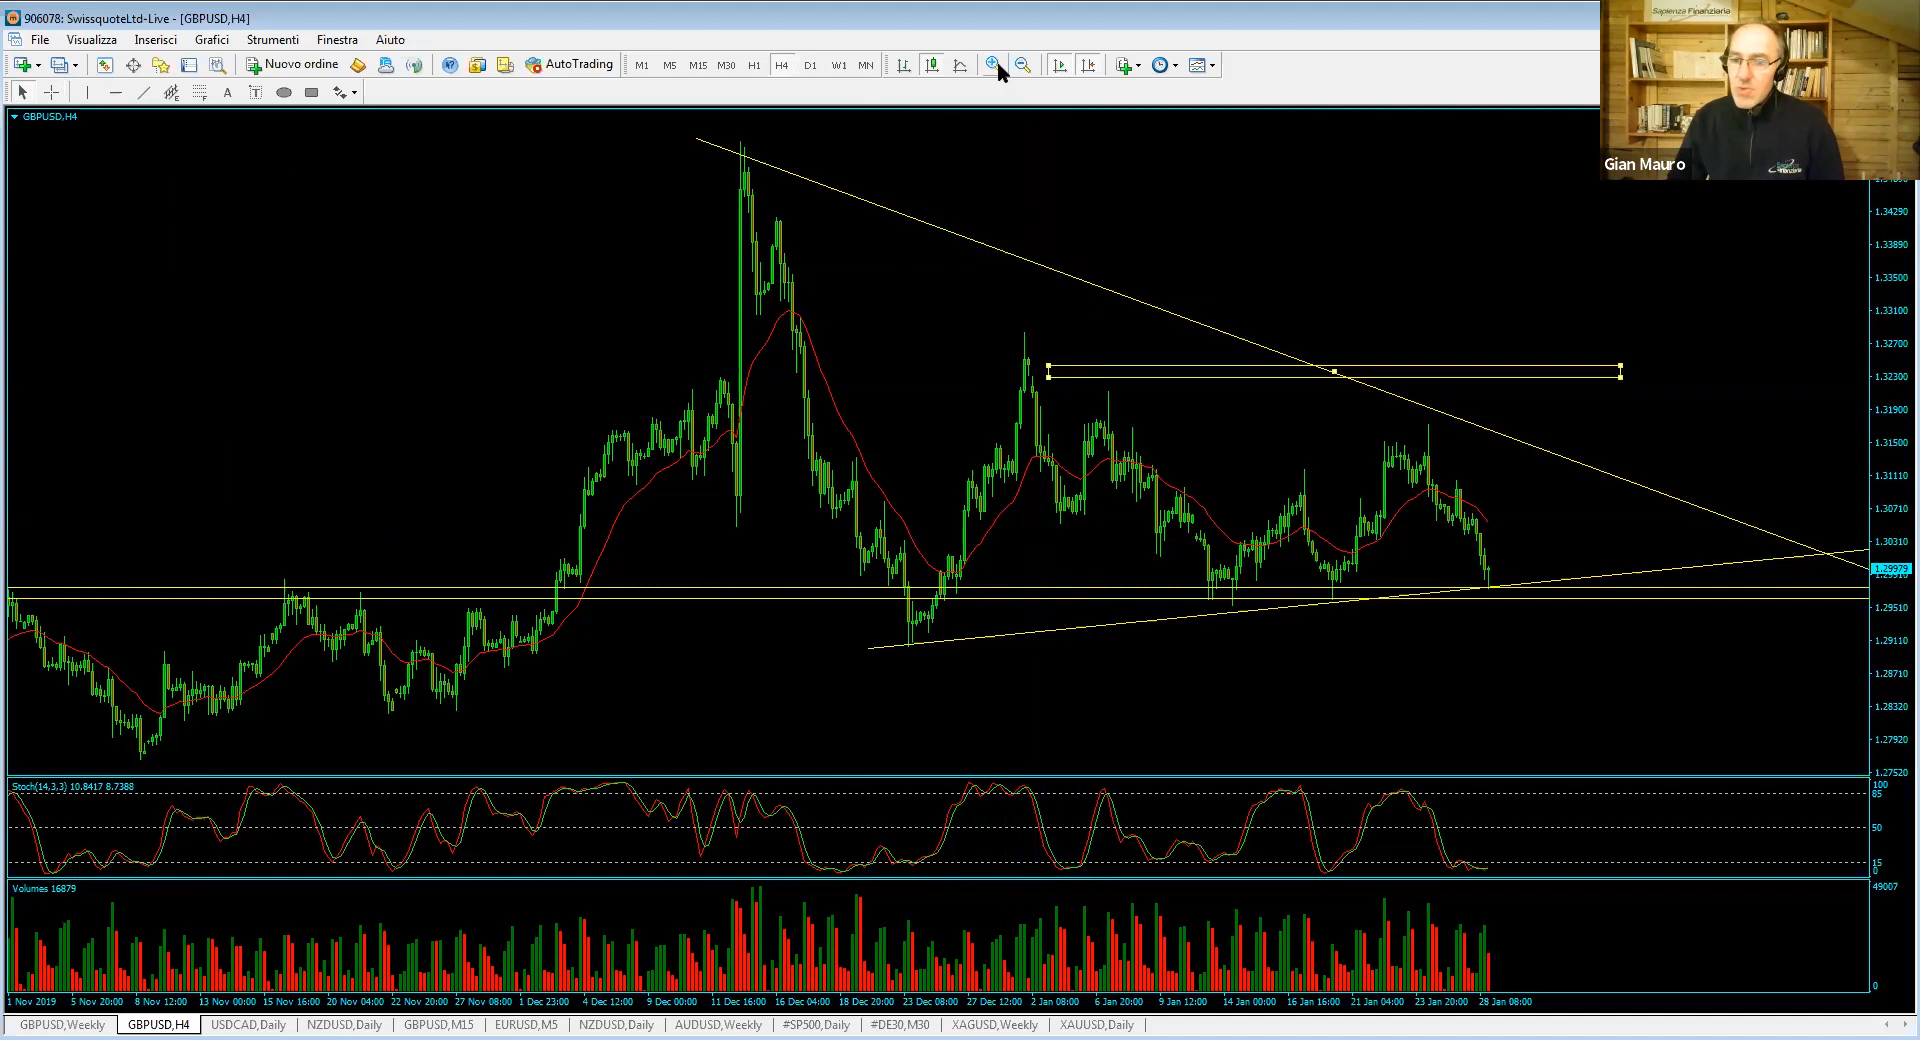 906078: SwissquoteLtd-Live - [GBPUSD,H4]
File Visualizza Inserisci Grafici Strumenti Finestra Aiuto
Nuovo ordine AutoTrading M1 M5 M15 M30 H1 H4 D1 W1 MN
A T
GBPUSD,H4
Sapienza Finanziaria
Gian Mauro
1.34290
1.33890
1.33500
1.33100
1.32700
1.32300
1.31900
1.31500
1.31110
1.30710
1.30310
1.29979
1.29510
1.29110
1.28710
1.28320
1.27920
1.27520
Stoch(14,3,3) 10.8417 8.7388
100
85
50
15
0
Volumes 16879
49007
0
1 Nov 2019 5 Nov 20:00 8 Nov 12:00 13 Nov 00:00 15 Nov 16:00 20 Nov 04:00 22 Nov 20:00 27 Nov 08:00 1 Dec 23:00 4 Dec 12:00 9 Dec 00:00 11 Dec 16:00 16 Dec 04:00 18 Dec 20:00 23 Dec 08:00 27 Dec 12:00 2 Jan 08:00 6 Jan 20:00 9 Jan 12:00 14 Jan 00:00 16 Jan 16:00 21 Jan 04:00 23 Jan 20:00 28 Jan 08:00
GBPUSD,Weekly GBPUSD,H4 USDCAD,Daily NZDUSD,Daily GBPUSD,M15 EURUSD,M5 NZDUSD,Daily AUDUSD,Weekly #SP500,Daily #DE30,M30 XAGUSD,Weekly XAUUSD,Daily